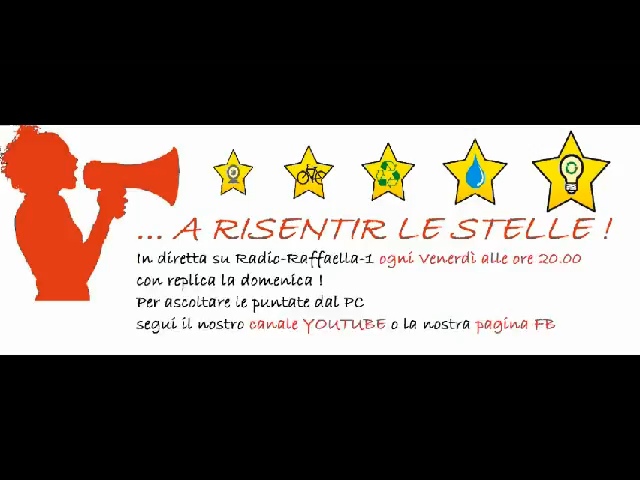 ... A RISENTIR LE STELLE !
In diretta su Radio-Raffaella-1 ogni Venerdì alle ore 20.00
con replica la domenica !
Per ascoltare le puntate dal PC
segui il nostro canale YOUTUBE o la nostra pagina FB